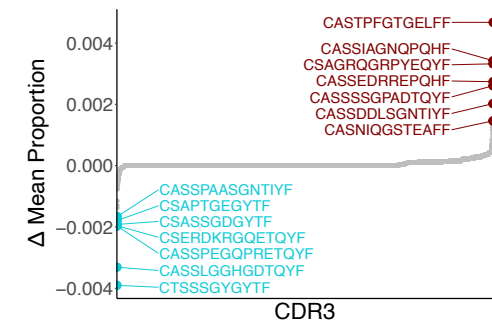 CASTPFGTGELFF
0.004
CASSIAGNQPQHF
CSAGRQGRPYEQYF
CASSEDRREPQHF
CASSSSGPADTQYF
0.002
CASSDDLSGNTIYF
CASNIQGSTEAFF
Δ Mean Proportion
0.000
CASSPAASGNTIYF
CSAPTGEGYTF
−0.002
CSASSGDGYTF
CSERDKRGQETQYF
CASSPEGQPRETQYF
CASSLGGHGDTQYF
−0.004
CTSSSGYGYTF
CDR3